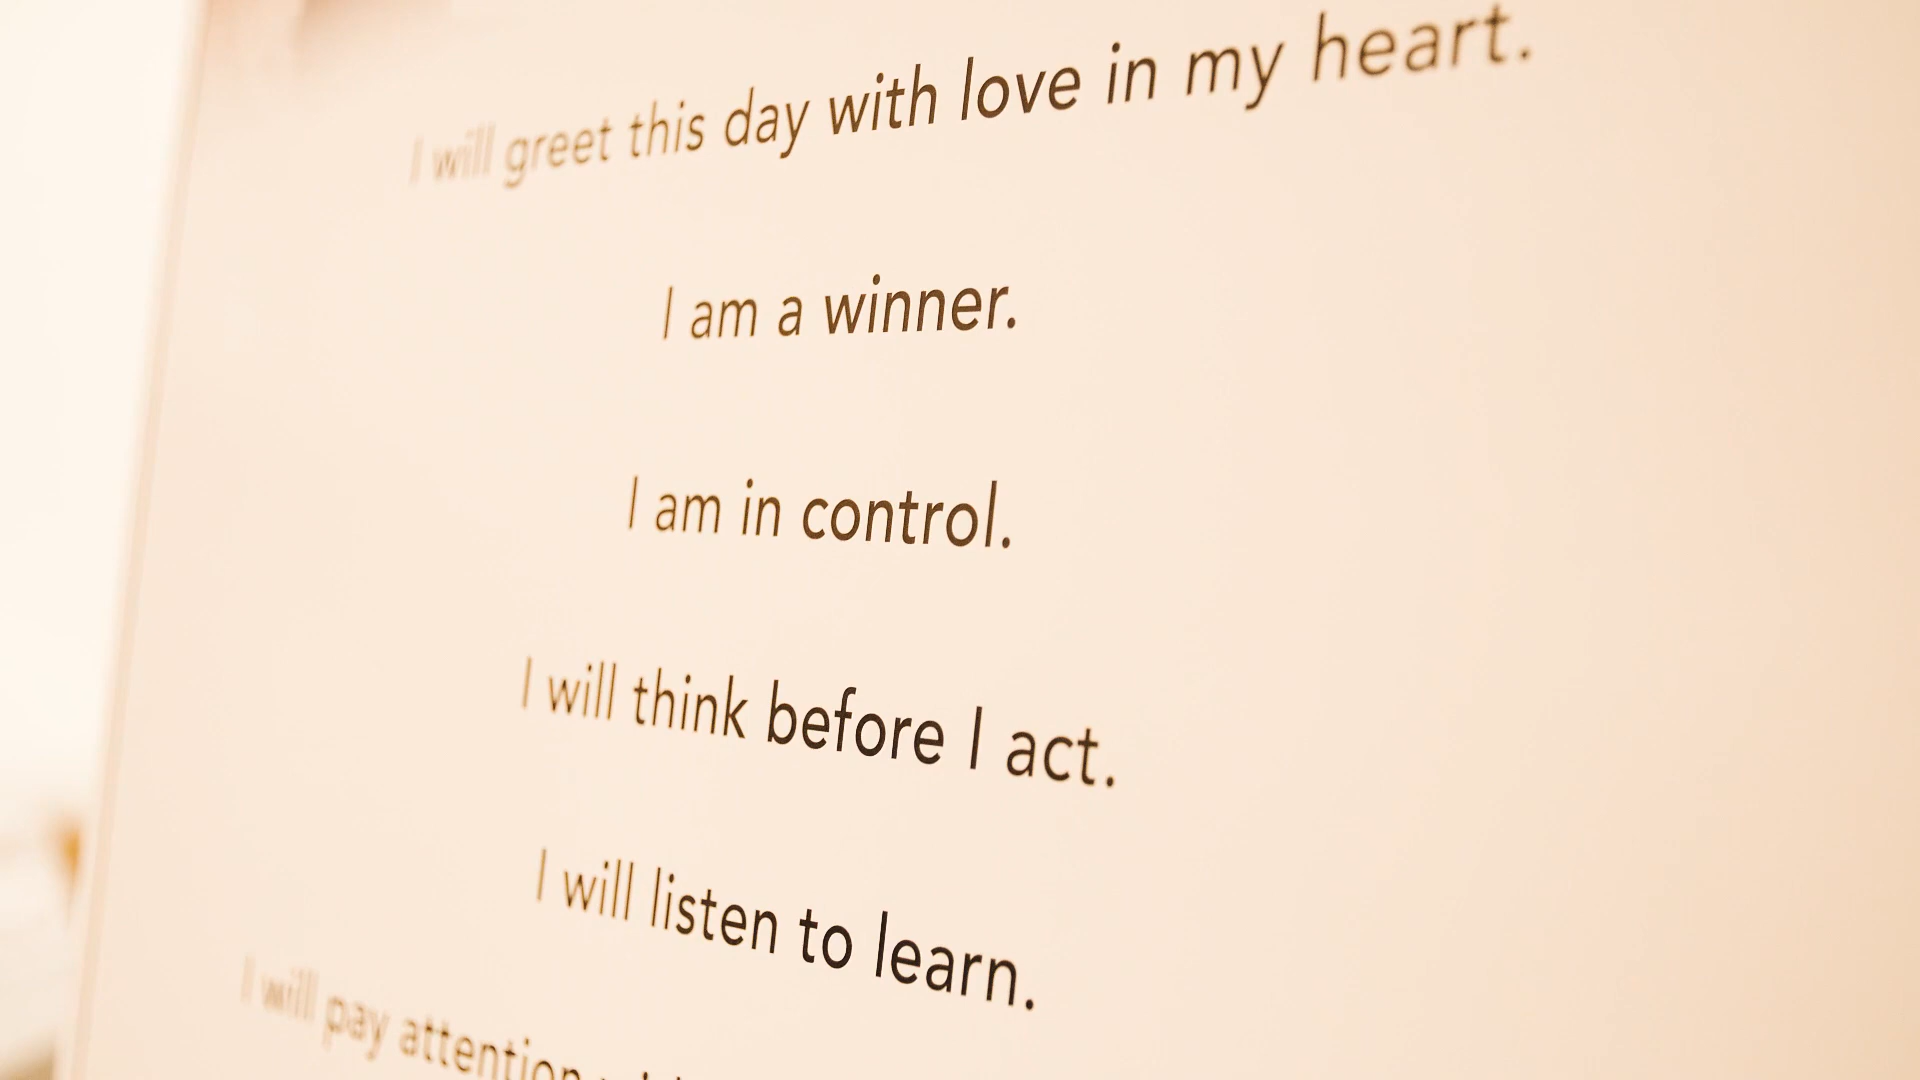 I will greet this day with love in my heart.
I am a winner.
I am in control.
I will think before I act.
I will listen to learn.
I will pay attention